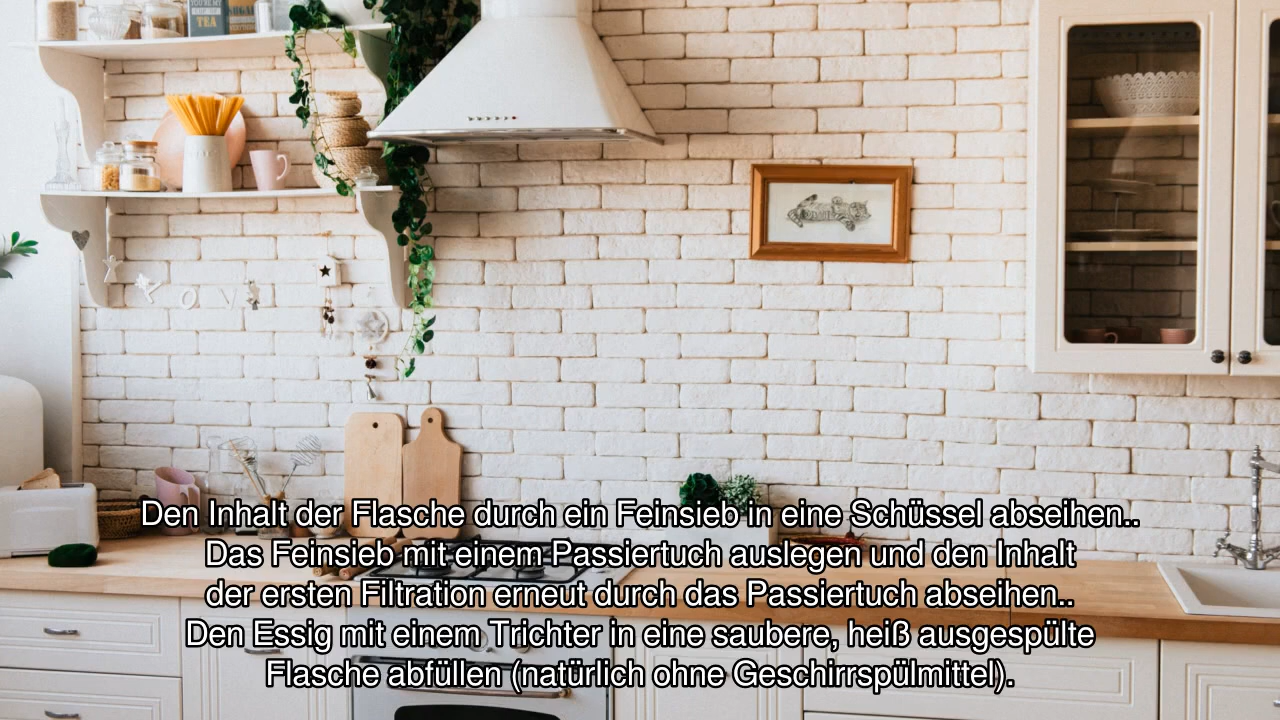 TEA
SUGAR
Den Inhalt der Flasche durch ein Feinsieb in eine Schüssel abseihen..
Das Feinsieb mit einem Passiertuch auslegen und den Inhalt
der ersten Filtration erneut durch das Passiertuch abseihen..
Den Essig mit einem Trichter in eine saubere, heiß ausgespülte
Flasche abfüllen (natürlich ohne Geschirrspülmittel).